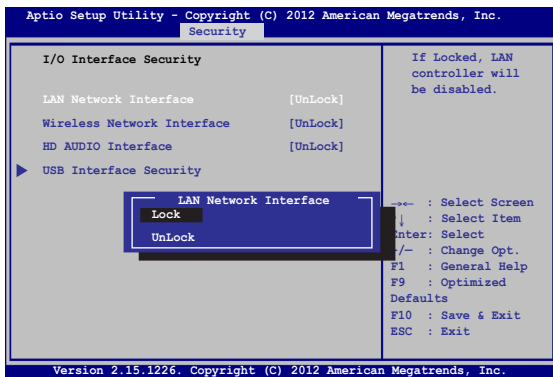 Aptio Setup Utility - Copyright (C) 2012 American Megatrends, Inc.
Security
I/O Interface Security
LAN Network Interface [UnLock]
Wireless Network Interface [UnLock]
HD AUDIO Interface [UnLock]
USB Interface Security
LAN Network Interface
Lock
UnLock
If Locked, LAN
controller will
be disabled.
→← : Select Screen
↓ : Select Item
Enter: Select
+/— : Change Opt.
F1 : General Help
F9 : Optimized
Defaults
F10 : Save & Exit
ESC : Exit
Version 2.15.1226. Copyright (C) 2012 American Megatrends, Inc.